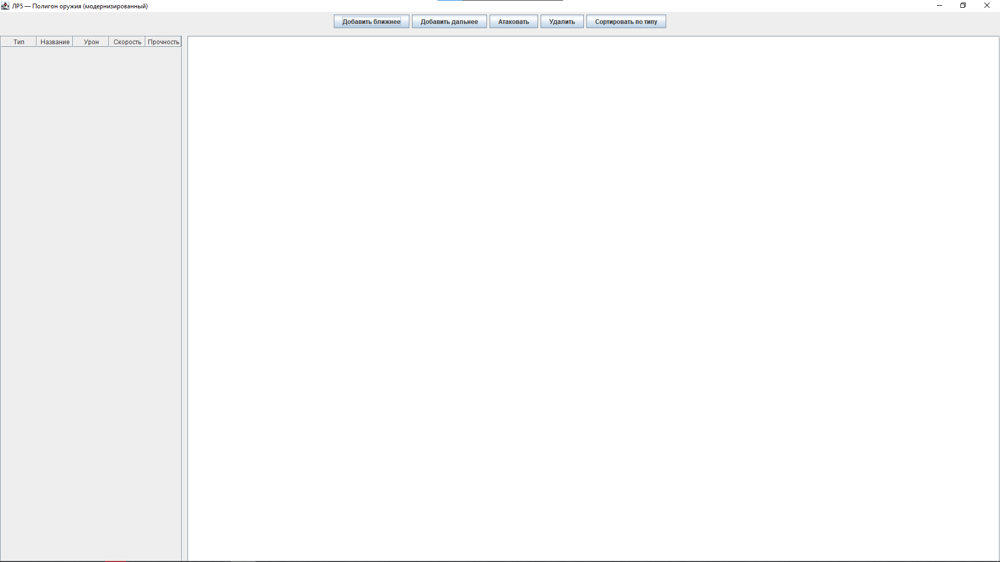 ЛР5 — Полигон оружия (модернизированный)
Добавить ближнее Добавить дальнее Атаковать Удалить Сортировать по типу
Тип Название Урон Скорость Прочность